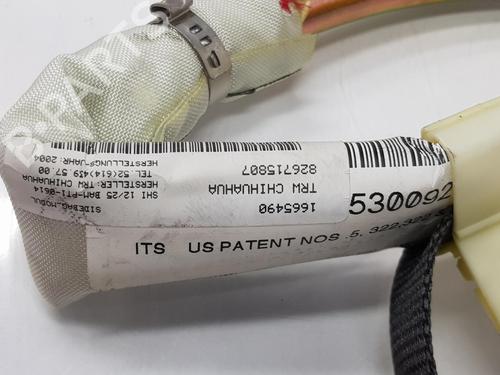 SIDEBAG MODUL
SHI 12/25 BAM-PT1-0614
HERSTELLER: TRW CHIHUAHUA
TEL 52(614)439 57 00
HERSTELLUNGSJAHR: 2004
1665490
TRW CHIHUAHUA
826715807
530092
ITS US PATENT NOS .5, 322,322
B-PARTS